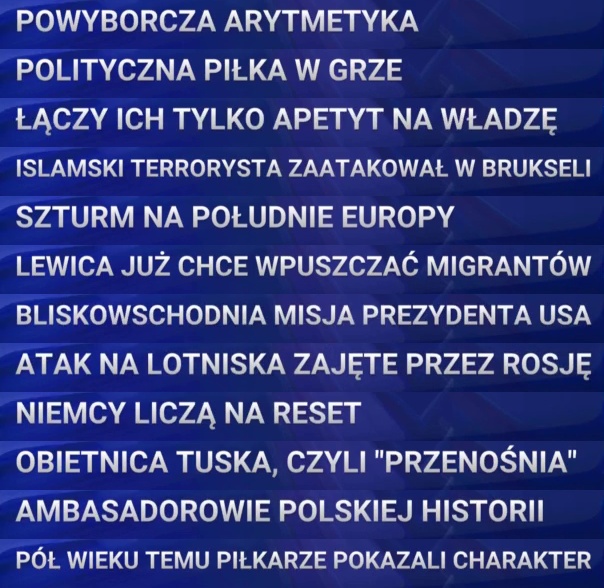 POWYBORCZA ARYTMETYKA
POLITYCZNA PIŁKA W GRZE
ŁĄCZY ICH TYLKO APETYT NA WŁADZĘ
ISLAMSKI TERRORYSTA ZAATAKOWAŁ W BRUKSELI
SZTURM NA POŁUDNIE EUROPY
LEWICA JUŻ CHCE WPUSZCZAĆ MIGRANTÓW
BLISKOWSCHODNIA MISJA PREZYDENTA USA
ATAK NA LOTNISKA ZAJĘTE PRZEZ ROSJĘ
NIEMCY LICZĄ NA RESET
OBIETNICA TUSKA, CZYLI "PRZENOŚNIA"
AMBASADOROWIE POLSKIEJ HISTORII
PÓŁ WIEKU TEMU PIŁKARZE POKAZALI CHARAKTER